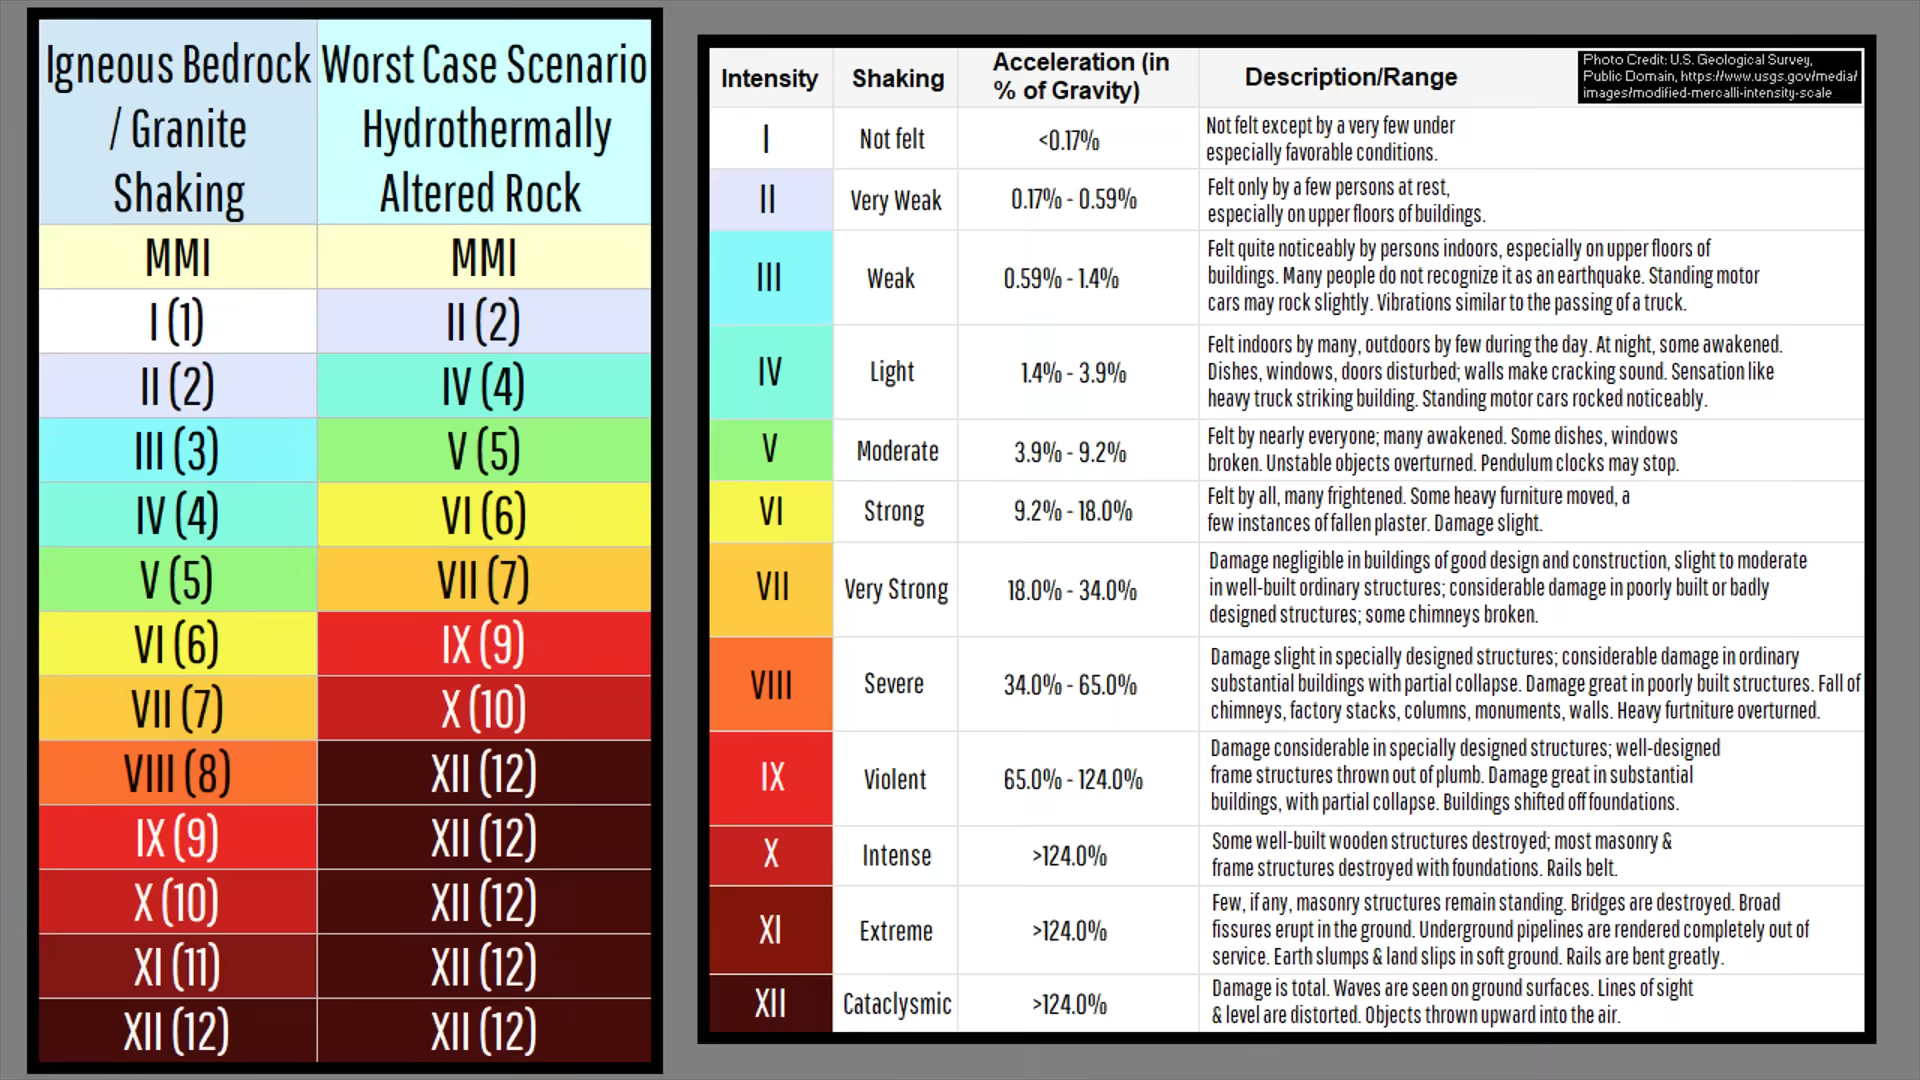 Igneous Bedrock
/ Granite
Shaking
Worst Case Scenario
Hydrothermally
Altered Rock
MMI MMI
I (1) II (2)
II (2) IV (4)
III (3) V (5)
IV (4) VI (6)
V (5) VII (7)
VI (6) IX (9)
VII (7) X (10)
VIII (8) XII (12)
IX (9) XII (12)
X (10) XII (12)
XI (11) XII (12)
XII (12) XII (12)
Intensity
Shaking
Acceleration (in
% of Gravity)
Description/Range
Photo Credit: U.S. Geological Survey,
Public Domain, https://www.usgs.gov/media/
images/modified-mercalli-intensity-scale
I
Not felt
<0.17%
Not felt except by a very few under
especially favorable conditions.
II
Very Weak
0.17% - 0.59%
Felt only by a few persons at rest,
especially on upper floors of buildings.
III
Weak
0.59% - 1.4%
Felt quite noticeably by persons indoors, especially on upper floors of
buildings. Many people do not recognize it as an earthquake. Standing motor
cars may rock slightly. Vibrations similar to the passing of a truck.
IV
Light
1.4% - 3.9%
Felt indoors by many, outdoors by few during the day. At night, some awakened.
Dishes, windows, doors disturbed; walls make cracking sound. Sensation like
heavy truck striking building. Standing motor cars rocked noticeably.
V
Moderate
3.9% - 9.2%
Felt by nearly everyone; many awakened. Some dishes, windows
broken. Unstable objects overturned. Pendulum clocks may stop.
VI
Strong
9.2% - 18.0%
Felt by all, many frightened. Some heavy furniture moved, a
few instances of fallen plaster. Damage slight.
VII
Very Strong
18.0% - 34.0%
Damage negligible in buildings of good design and construction, slight to moderate
in well-built ordinary structures; considerable damage in poorly built or badly
designed structures; some chimneys broken.
VIII
Severe
34.0% - 65.0%
Damage slight in specially designed structures; considerable damage in ordinary
substantial buildings with partial collapse. Damage great in poorly built structures. Fall of
chimneys, factory stacks, columns, monuments, walls. Heavy furtniture overturned.
IX
Violent
65.0% - 124.0%
Damage considerable in specially designed structures; well-designed
frame structures thrown out of plumb. Damage great in substantial
buildings, with partial collapse. Buildings shifted off foundations.
X
Intense
>124.0%
Some well-built wooden structures destroyed; most masonry &
frame structures destroyed with foundations. Rails belt.
XI
Extreme
>124.0%
Few, if any, masonry structures remain standing. Bridges are destroyed. Broad
fissures erupt in the ground. Underground pipelines are rendered completely out of
service. Earth slumps & land slips in soft ground. Rails are bent greatly.
XII
Cataclysmic
>124.0%
Damage is total. Waves are seen on ground surfaces. Lines of sight
& level are distorted. Objects thrown upward into the air.